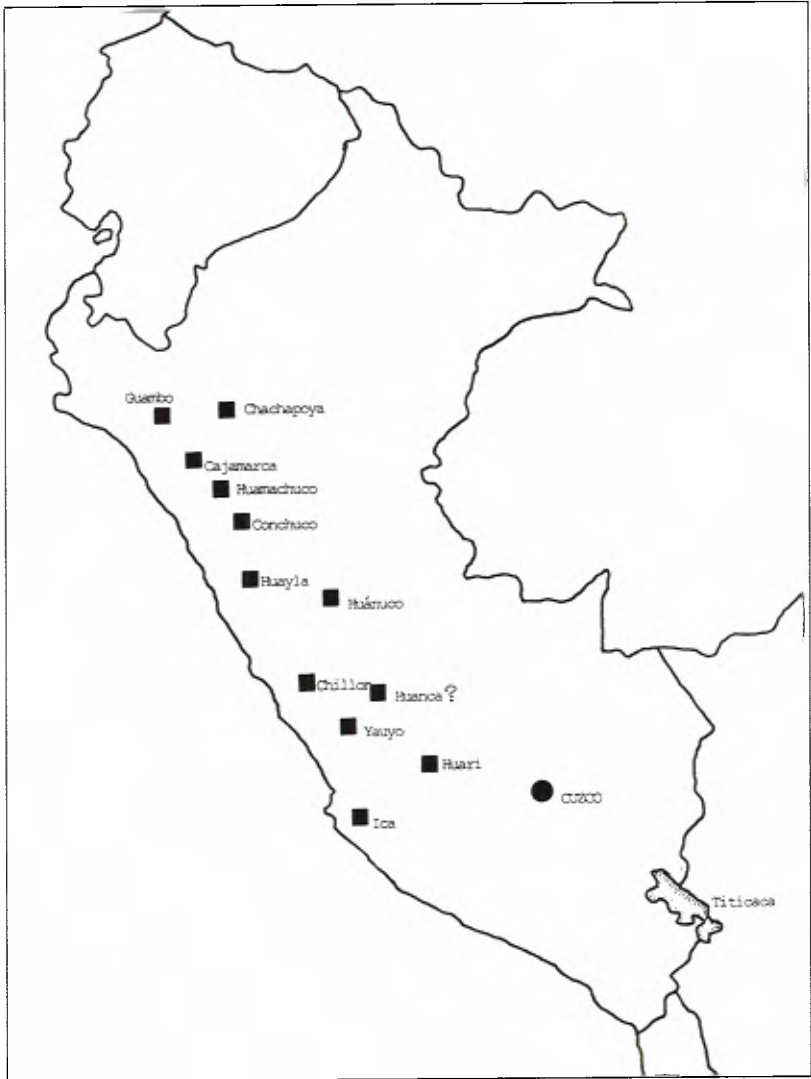 Guambo
Chachapoya
Cajamarca
Huamachuco
Conchuco
Huayla
Huánuco
Chillon
Huanca?
Yauyo
Huari
CUZCO
Ica
Titicaca